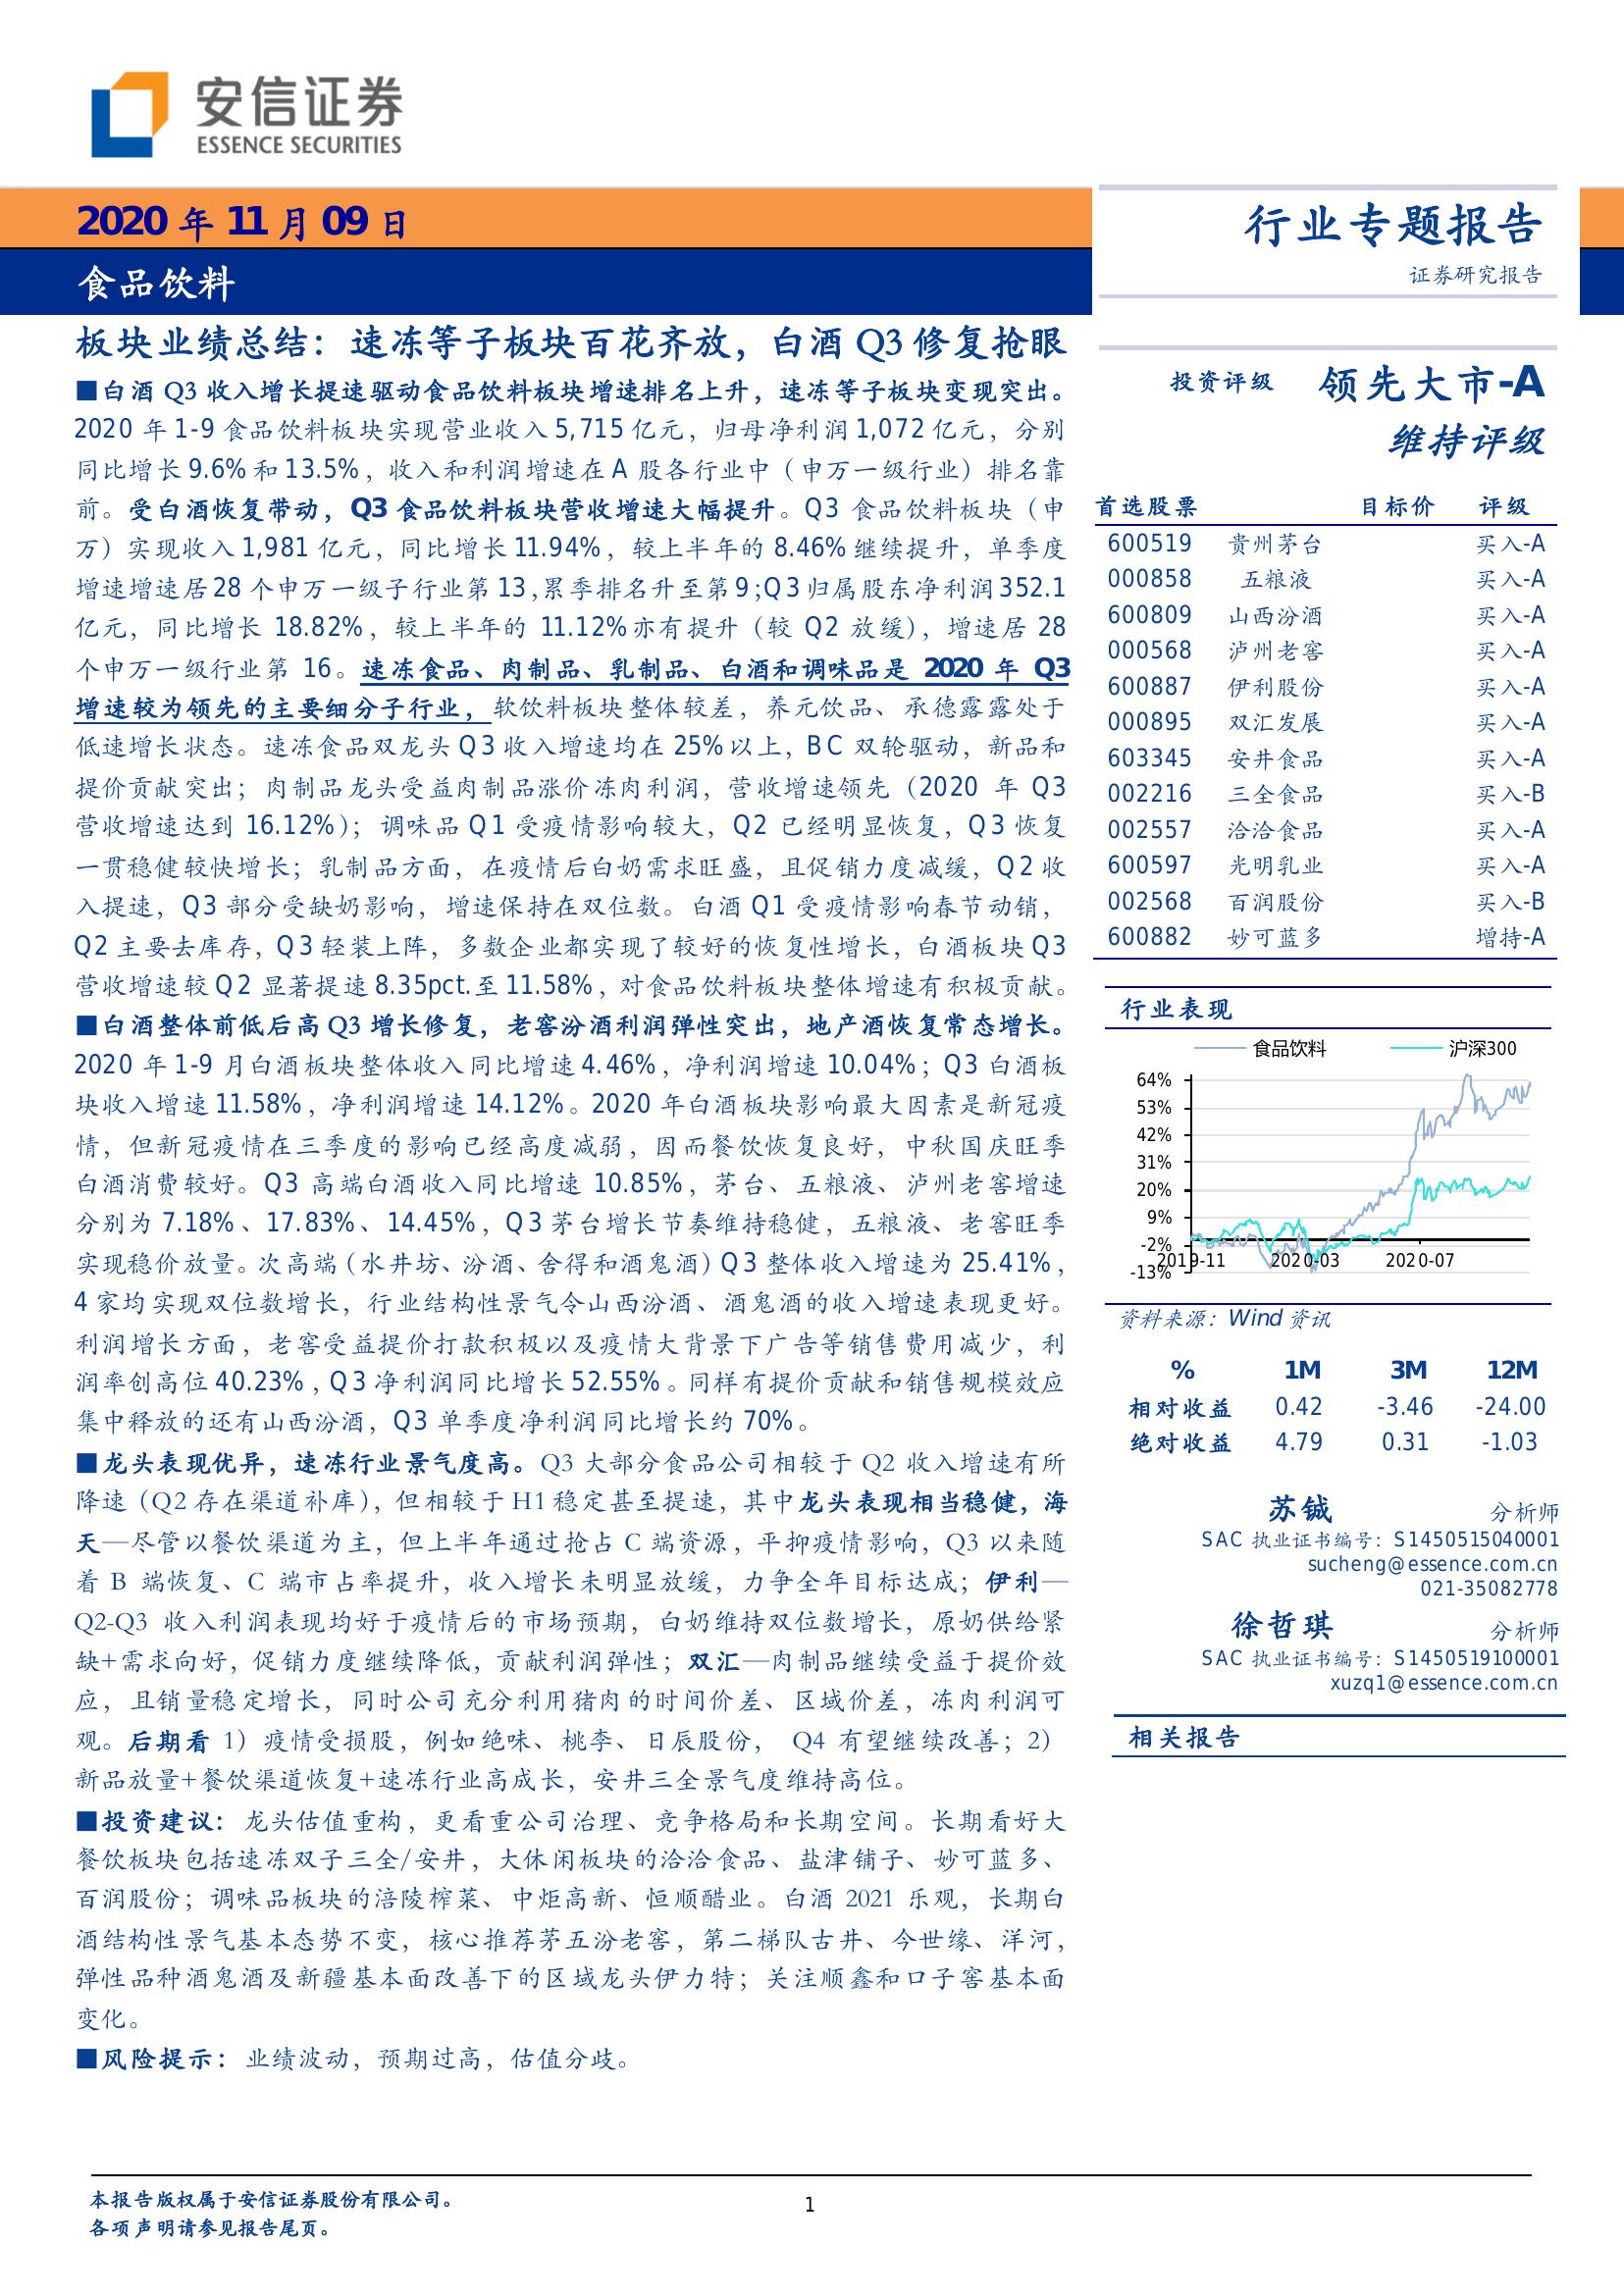 安信证券
ESSENCE SECURITIES
2020 年 11 月 09 日
食品饮料
行业专题报告
证券研究报告
板块业绩总结：速冻等子板块百花齐放，白酒 Q3 修复抢眼
■白酒 Q3 收入增长提速驱动食品饮料板块增速排名上升，速冻等子板块变现突出。
2020 年 1-9 食品饮料板块实现营业收入 5,715 亿元，归母净利润 1,072 亿元，分别
同比增长 9.6% 和 13.5%，收入和利润增速在 A 股各行业中（申万一级行业）排名靠
前。受白酒恢复带动，Q3 食品饮料板块营收增速大幅提升。Q3 食品饮料板块（申
万）实现收入 1,981 亿元，同比增长 11.94%，较上半年的 8.46% 继续提升，单季度
增速增速居 28 个申万一级子行业第 13,累季排名升至第 9;Q3 归属股东净利润 352.1
亿元，同比增长 18.82%，较上半年的 11.12%亦有提升（较 Q2 放缓），增速居 28
个申万一级行业第 16。速冻食品、肉制品、乳制品、白酒和调味品是 2020 年 Q3
增速较为领先的主要细分子行业，软饮料板块整体较差，养元饮品、承德露露处于
低速增长状态。速冻食品双龙头 Q3 收入增速均在 25% 以上，BC 双轮驱动，新品和
提价贡献突出；肉制品龙头受益肉制品涨价冻肉利润，营收增速领先（2020 年 Q3
营收增速达到 16.12%）；调味品 Q1 受疫情影响较大，Q2 已经明显恢复，Q3 恢复
一贯稳健较快增长；乳制品方面，在疫情后白奶需求旺盛，且促销力度减缓，Q2 收
入提速，Q3 部分受缺奶影响，增速保持在双位数。白酒 Q1 受疫情影响春节动销，
Q2 主要去库存，Q3 轻装上阵，多数企业都实现了较好的恢复性增长，白酒板块 Q3
营收增速较 Q2 显著提速 8.35pct.至 11.58%，对食品饮料板块整体增速有积极贡献。
■白酒整体前低后高 Q3 增长修复，老窖汾酒利润弹性突出，地产酒恢复常态增长。
2020 年 1-9 月白酒板块整体收入同比增速 4.46%，净利润增速 10.04%；Q3 白酒板
块收入增速 11.58%，净利润增速 14.12%。2020 年白酒板块影响最大因素是新冠疫
情，但新冠疫情在三季度的影响已经高度减弱，因而餐饮恢复良好，中秋国庆旺季
白酒消费较好。Q3 高端白酒收入同比增速 10.85%，茅台、五粮液、泸州老窖增速
分别为 7.18%、17.83%、14.45%，Q3 茅台增长节奏维持稳健，五粮液、老窖旺季
实现稳价放量。次高端（水井坊、汾酒、舍得和酒鬼酒）Q3 整体收入增速为 25.41%，
4 家均实现双位数增长，行业结构性景气令山西汾酒、酒鬼酒的收入增速表现更好。
利润增长方面，老窖受益提价打款积极以及疫情大背景下广告等销售费用减少，利
润率创高位 40.23%，Q3 净利润同比增长 52.55%。同样有提价贡献和销售规模效应
集中释放的还有山西汾酒，Q3 单季度净利润同比增长约 70%。
■龙头表现优异，速冻行业景气度高。Q3 大部分食品公司相较于 Q2 收入增速有所
降速（Q2 存在渠道补库），但相较于 H1 稳定甚至提速，其中龙头表现相当稳健，海
天—尽管以餐饮渠道为主，但上半年通过抢占 C 端资源，平抑疫情影响，Q3 以来随
着 B 端恢复、C 端市占率提升，收入增长未明显放缓，力争全年目标达成；伊利—
Q2-Q3 收入利润表现均好于疫情后的市场预期，白奶维持双位数增长，原奶供给紧
缺+需求向好，促销力度继续降低，贡献利润弹性；双汇—肉制品继续受益于提价效
应，且销量稳定增长，同时公司充分利用猪肉的时间价差、区域价差，冻肉利润可
观。后期看 1）疫情受损股，例如绝味、桃李、日辰股份， Q4 有望继续改善；2）
新品放量+餐饮渠道恢复+速冻行业高成长，安井三全景气度维持高位。
■投资建议：龙头估值重构，更看重公司治理、竞争格局和长期空间。长期看好大
餐饮板块包括速冻双子三全/安井，大休闲板块的洽洽食品、盐津铺子、妙可蓝多、
百润股份；调味品板块的涪陵榨菜、中炬高新、恒顺醋业。白酒 2021 乐观，长期白
酒结构性景气基本态势不变，核心推荐茅五汾老窖，第二梯队古井、今世缘、洋河，
弹性品种酒鬼酒及新疆基本面改善下的区域龙头伊力特；关注顺鑫和口子窖基本面
变化。
■风险提示：业绩波动，预期过高，估值分歧。
投资评级 领先大市-A
维持评级
首选股票 目标价 评级
600519 贵州茅台 买入-A
000858 五粮液 买入-A
600809 山西汾酒 买入-A
000568 泸州老窖 买入-A
600887 伊利股份 买入-A
000895 双汇发展 买入-A
603345 安井食品 买入-A
002216 三全食品 买入-B
002557 洽洽食品 买入-A
600597 光明乳业 买入-A
002568 百润股份 买入-B
600882 妙可蓝多 增持-A
行业表现
食品饮料 沪深300
64%
53%
42%
31%
20%
9%
-2%
-13%
2019-11 2020-03 2020-07
资料来源：Wind 资讯
% 1M 3M 12M
相对收益 0.42 -3.46 -24.00
绝对收益 4.79 0.31 -1.03
苏铖 分析师
SAC 执业证书编号：S1450515040001
sucheng@essence.com.cn
021-35082778
徐哲琪 分析师
SAC 执业证书编号：S1450519100001
xuzq1@essence.com.cn
相关报告
本报告版权属于安信证券股份有限公司。
各项声明请参见报告尾页。
1